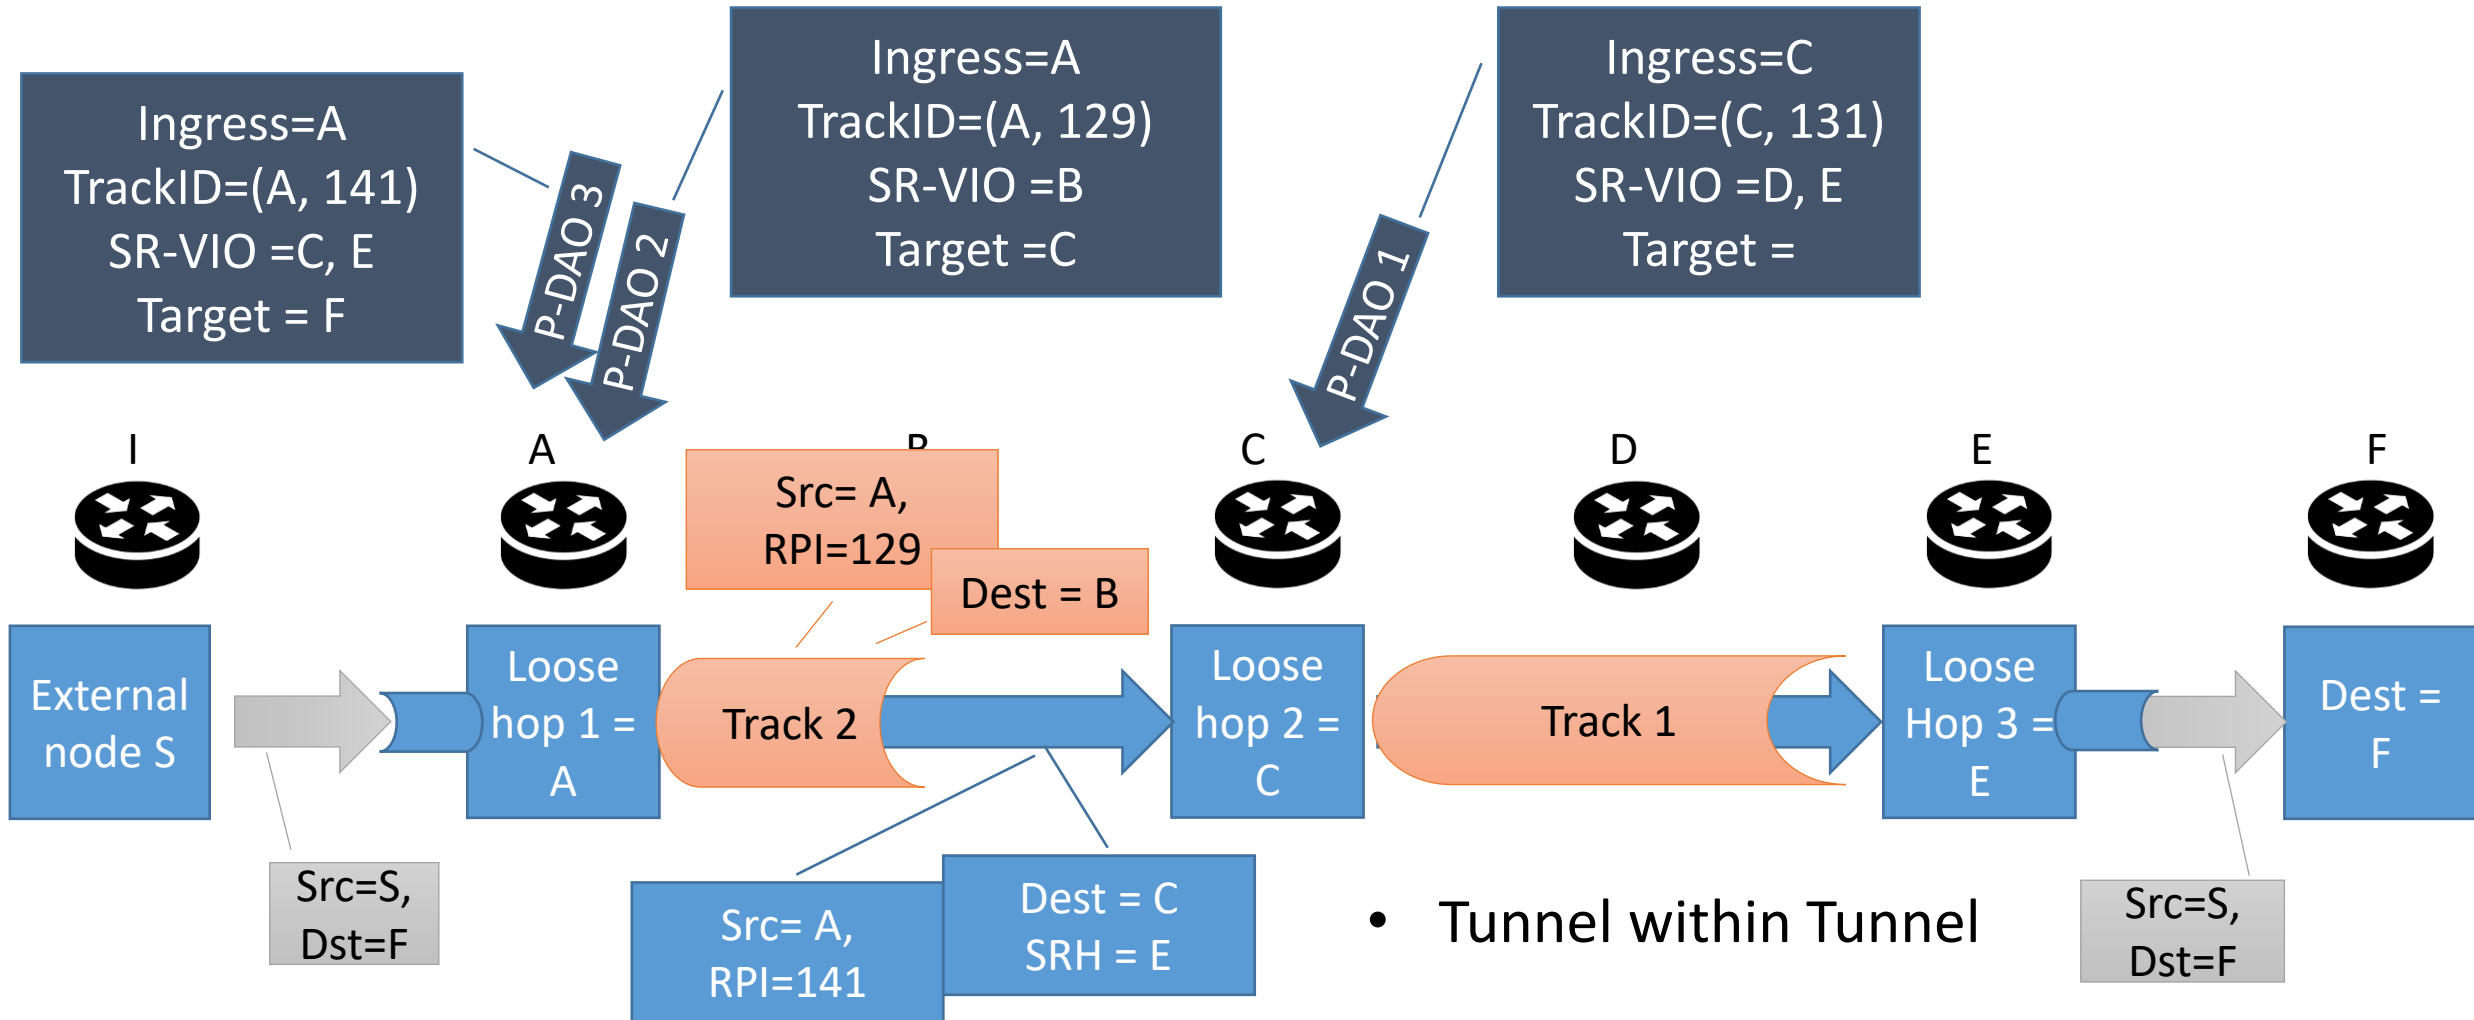 Ingress=A
TrackID=(A, 141)
SR-VIO =C, E
Target = F
Ingress=A
TrackID=(A, 129)
SR-VIO =B
Target =C
Ingress=C
TrackID=(C, 131)
SR-VIO =D, E
Target =
P-DAO 3
P-DAO 2
P-DAO 1
I
A
B
C
D
E
F
Src= A,
RPI=129
Dest = B
External
node S
Loose
hop 1 =
A
Track 2
Loose
hop 2 =
C
Track 1
Loose
Hop 3 =
E
Dest =
F
Src=S,
Dst=F
Src= A,
RPI=141
Dest = C
SRH = E
• Tunnel within Tunnel
Src=S,
Dst=F